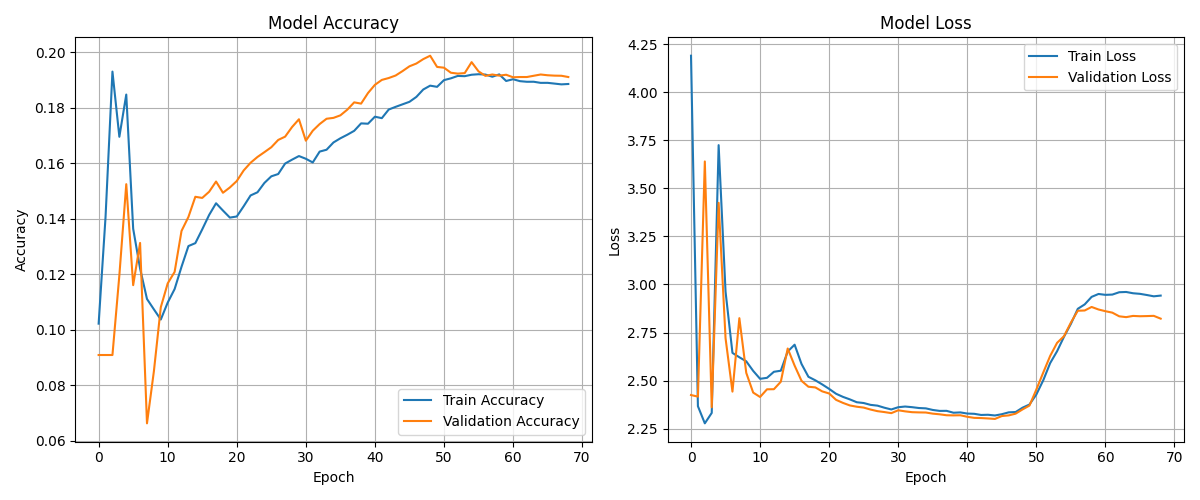 Model Accuracy
Accuracy
0.20
0.18
0.16
0.14
0.12
0.10
0.08
0.06
0 10 20 30 40 50 60 70
Epoch
Train Accuracy
Validation Accuracy
Model Loss
Loss
4.25
4.00
3.75
3.50
3.25
3.00
2.75
2.50
2.25
0 10 20 30 40 50 60 70
Epoch
Train Loss
Validation Loss